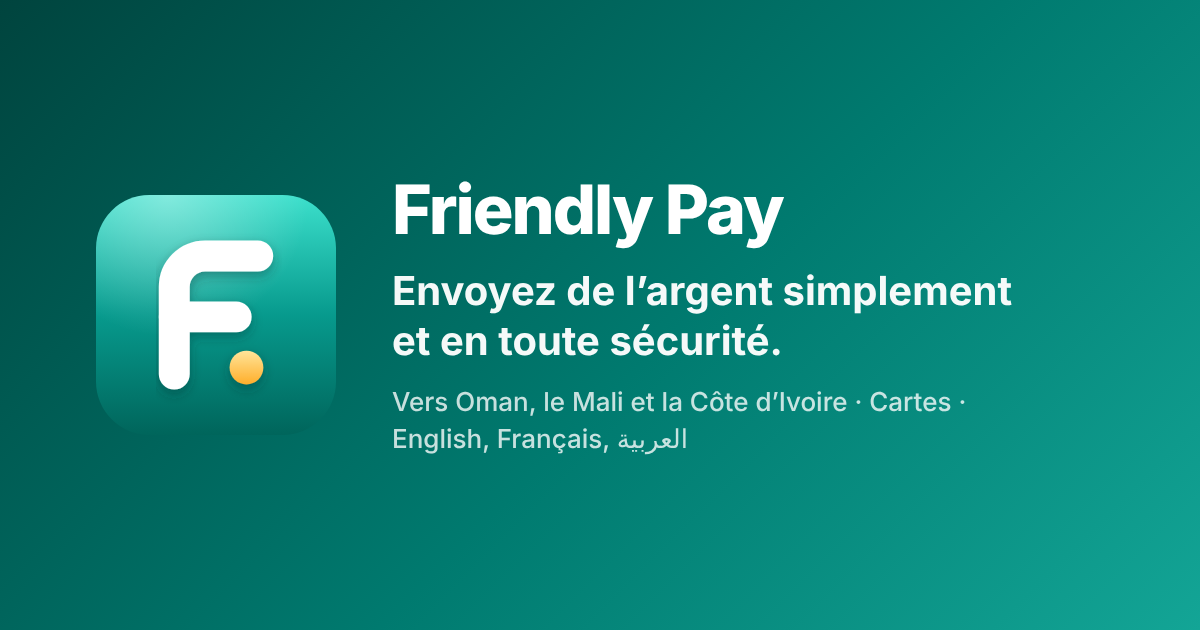 F.
Friendly Pay
Envoyez de l’argent simplement
et en toute sécurité.
Vers Oman, le Mali et la Côte d’Ivoire · Cartes ·
English, Français, العربية